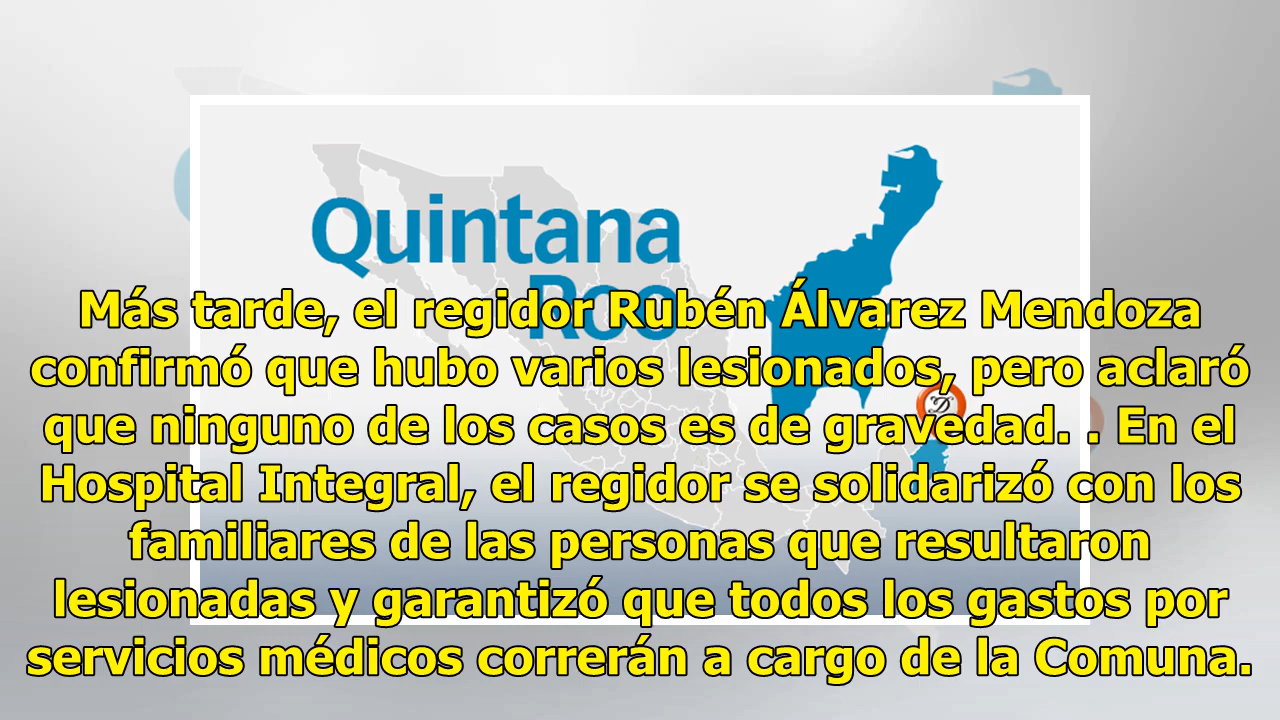 Quintana
Roo
Más tarde, el regidor Rubén Álvarez Mendoza
confirmó que hubo varios lesionados, pero aclaró
que ninguno de los casos es de gravedad. . En el
Hospital Integral, el regidor se solidarizó con los
familiares de las personas que resultaron
lesionadas y garantizó que todos los gastos por
servicios médicos correrán a cargo de la Comuna.
D